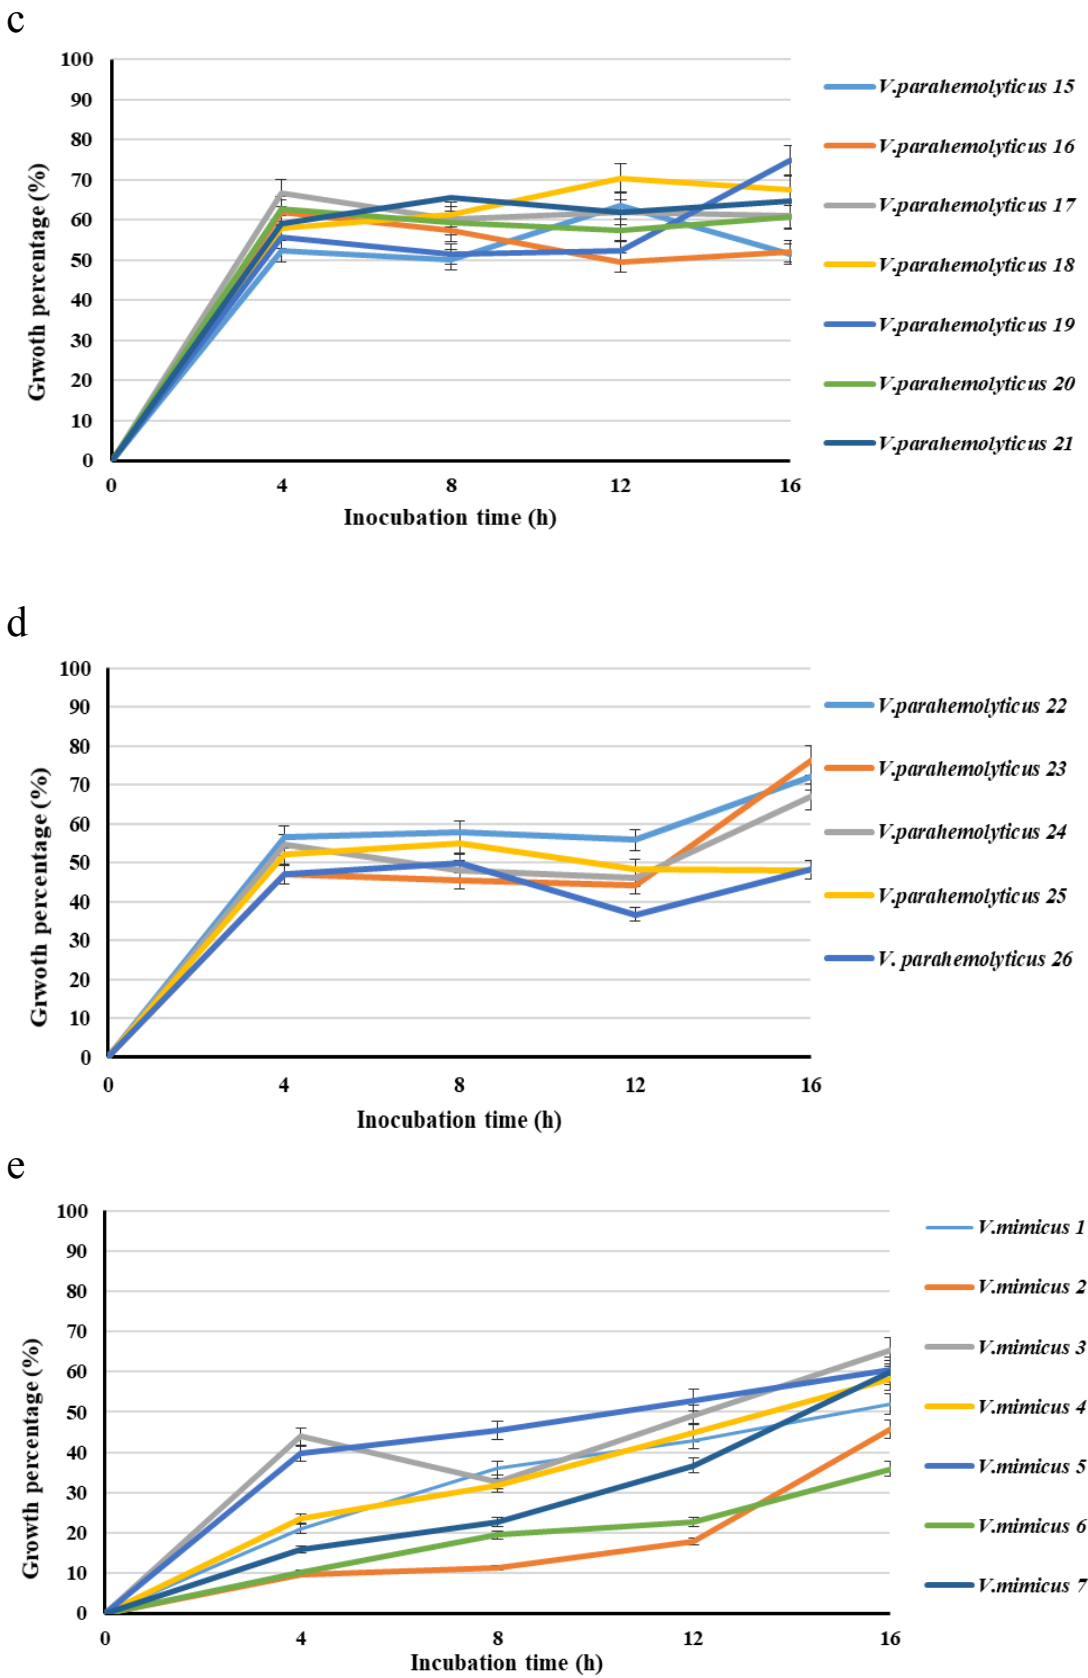 c
100
90
80
70
60
50
40
30
20
10
0
Grwoth percentage (%)
0 4 8 12 16
Inocubation time (h)
V.parahemolyticus 15
V.parahemolyticus 16
V.parahemolyticus 17
V.parahemolyticus 18
V.parahemolyticus 19
V.parahemolyticus 20
V.parahemolyticus 21
d
100
90
80
70
60
50
40
30
20
10
0
Grwoth percentage (%)
0 4 8 12 16
Inocubation time (h)
V.parahemolyticus 22
V.parahemolyticus 23
V.parahemolyticus 24
V.parahemolyticus 25
V. parahemolyticus 26
e
100
90
80
70
60
50
40
30
20
10
0
Growth percentage (%)
0 4 8 12 16
Incubation time (h)
V.mimicus 1
V.mimicus 2
V.mimicus 3
V.mimicus 4
V.mimicus 5
V.mimicus 6
V.mimicus 7